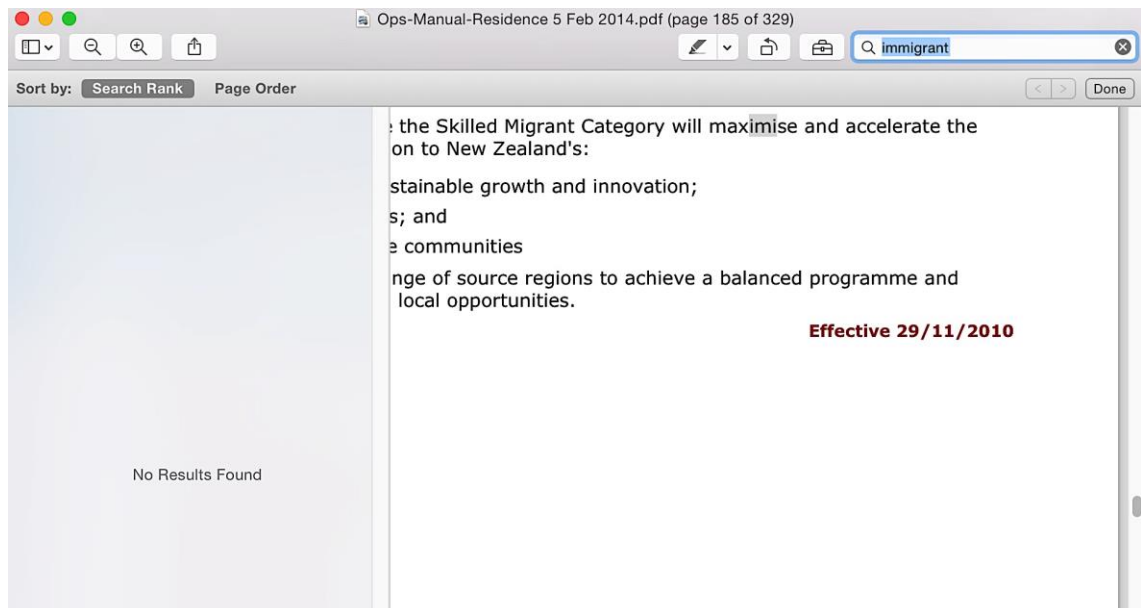 Ops-Manual-Residence 5 Feb 2014.pdf (page 185 of 329)
immigrant
Sort by: Search Rank Page Order
< > Done
the Skilled Migrant Category will maximise and accelerate the
on to New Zealand's:
stainable growth and innovation;
s; and
e communities
nge of source regions to achieve a balanced programme and
local opportunities.
Effective 29/11/2010
No Results Found